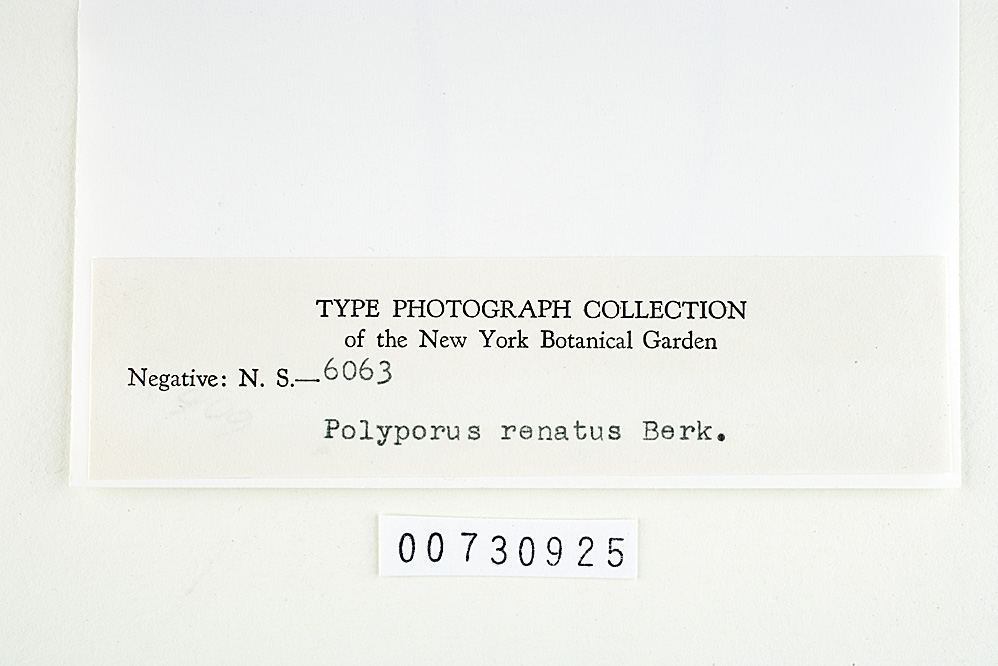 TYPE PHOTOGRAPH COLLECTION
of the New York Botanical Garden
Negative: N. S.—6063
Polyporus renatus Berk.
00730925